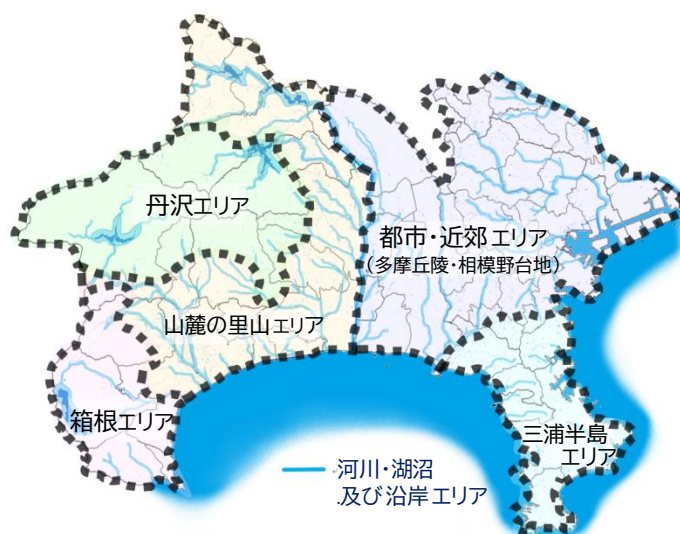 丹沢エリア
都市・近郊エリア
(多摩丘陵・相模野台地)
山麓の里山エリア
箱根エリア
三浦半島
エリア
河川・湖沼
.及び沿岸エリア